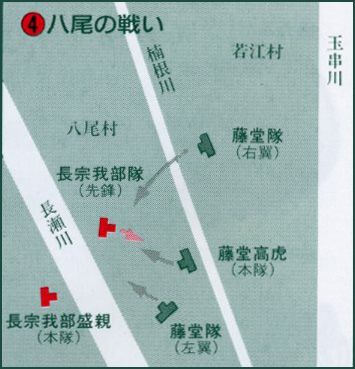 ❹八尾の戦い
玉串川
若江村
楠根川
八尾村
藤堂隊
(右翼)
長宗我部隊
(先鋒)
長瀬川
藤堂高虎
(本隊)
長宗我部盛親
(本隊)
藤堂隊
(左翼)